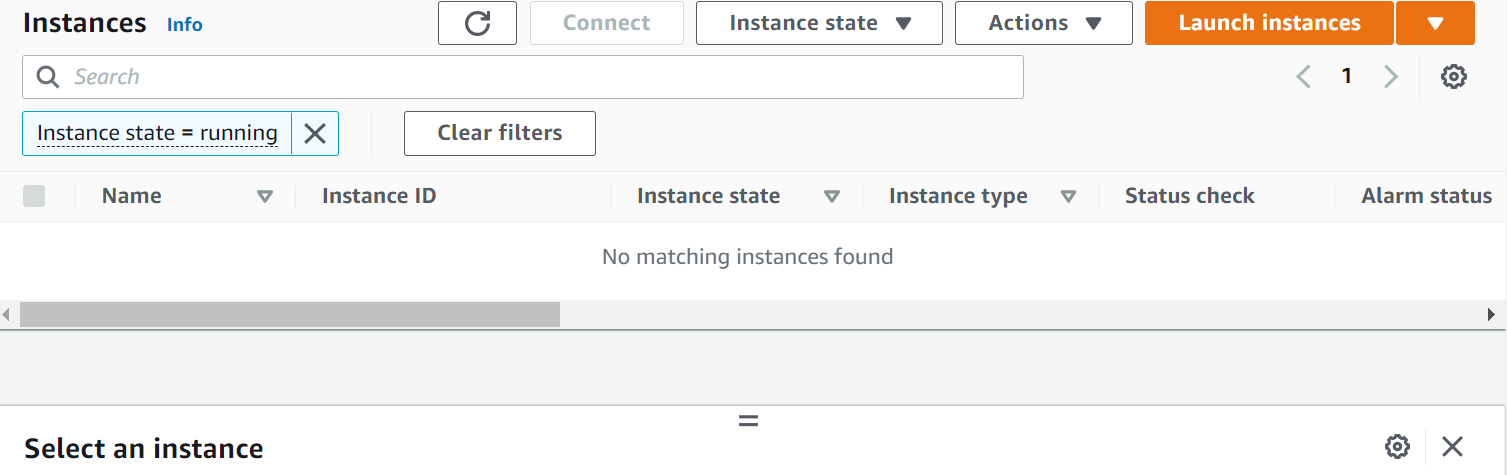 Instances Info Connect Instance state Actions Launch instances
Search 1
Instance state = running Clear filters
Name Instance ID Instance state Instance type Status check Alarm status
No matching instances found
Select an instance